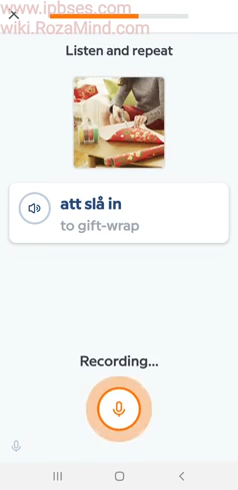 www.ipbses.com
wiki.RozaMind.com
Listen and repeat
att slå in
to gift-wrap
Recording...